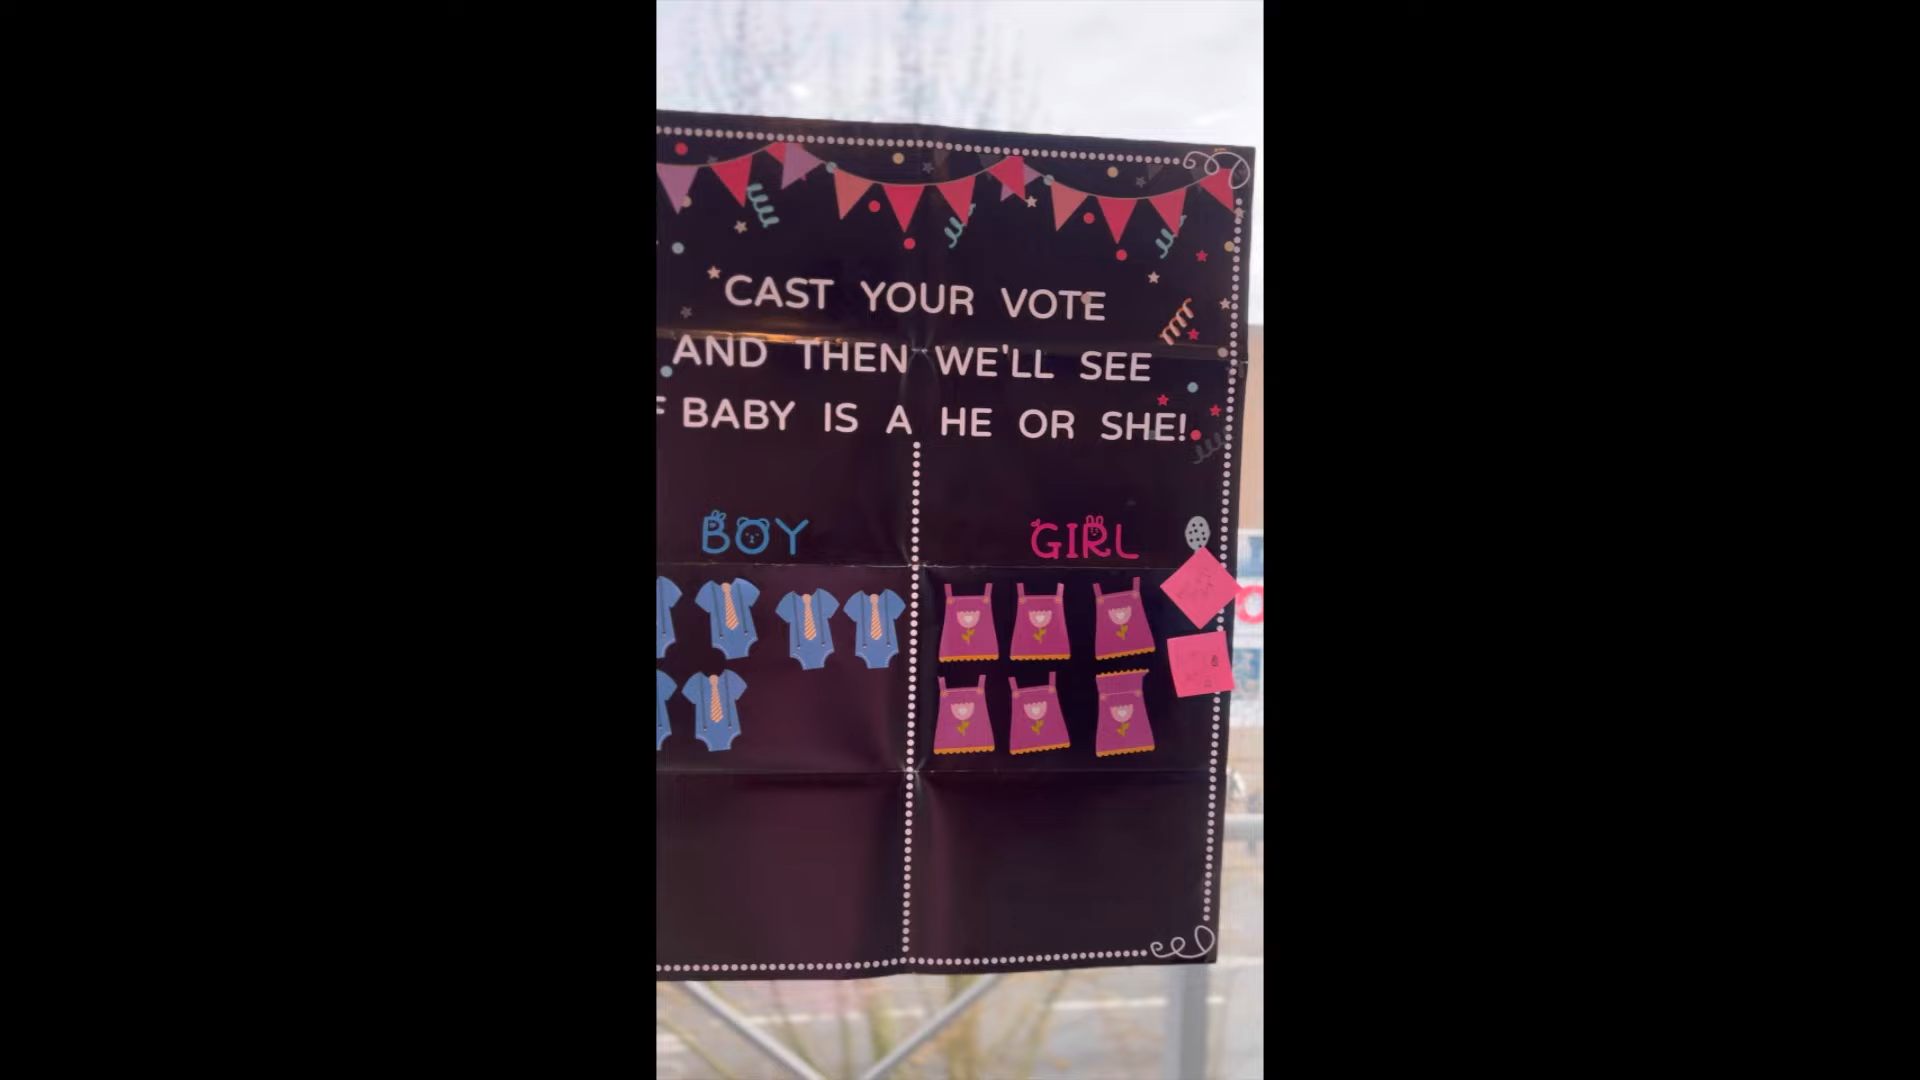 CAST YOUR VOTE
AND THEN WE'LL SEE
F BABY IS A HE OR SHE!
BOY
GIRL